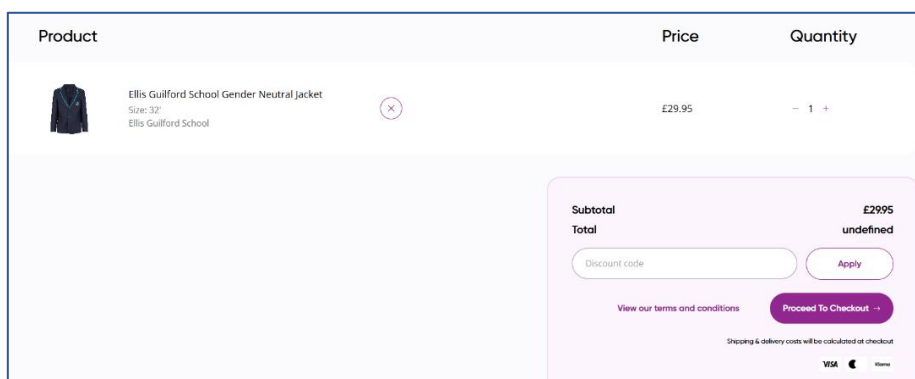 Product Price Quantity
Ellis Guilford School Gender Neutral Jacket
Size: 32'
Ellis Guilford School
£29.95 − 1 +
Subtotal £29.95
Total undefined
Discount code Apply
View our terms and conditions Proceed To Checkout →
Shipping & delivery costs will be calculated at checkout
VISA Klarna